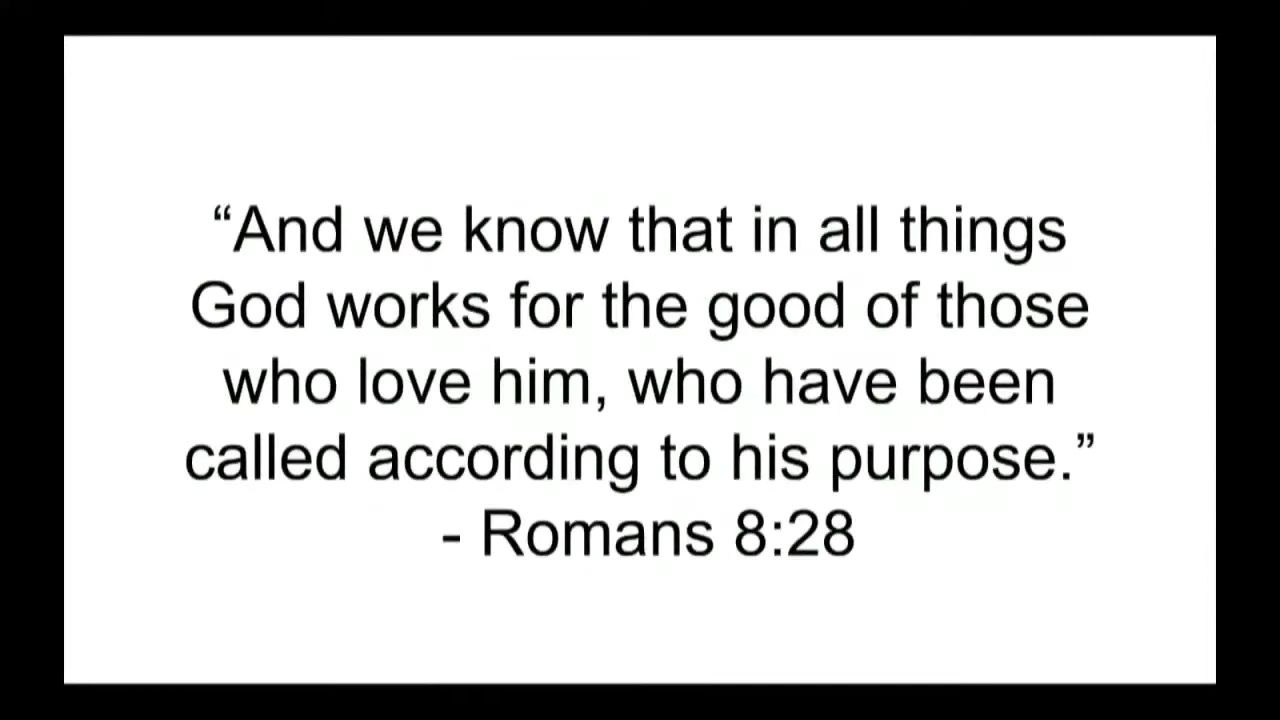 “And we know that in all things
God works for the good of those
who love him, who have been
called according to his purpose.”
- Romans 8:28